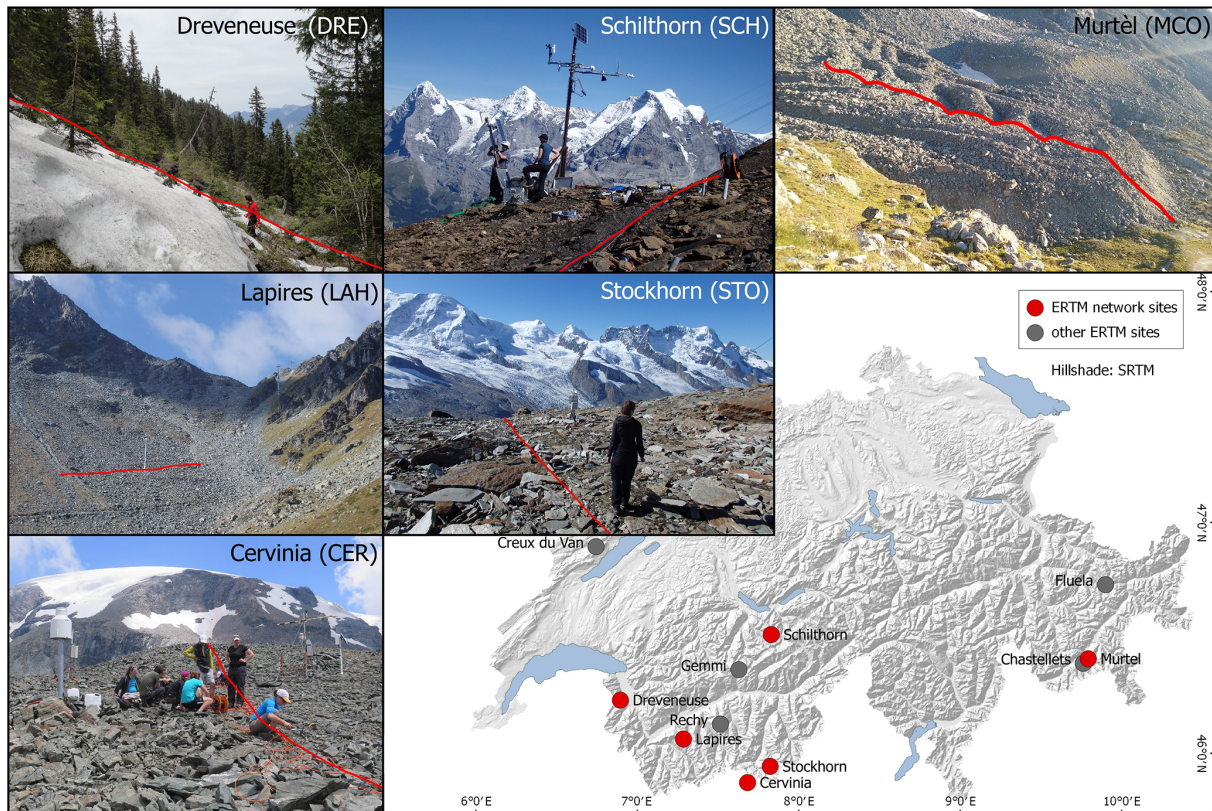 Dreveneuse (DRE)
Schilthorn (SCH)
Murtèl (MCO)
Lapires (LAH)
Stockhorn (STO)
Cervinia (CER)
ERTM network sites
other ERTM sites
Hillshade: SRTM
48°0'N
47°0'N
46°0'N
Creux du Van
Fluela
Schilthorn
Gemmi
Chastellets
Murtel
Dreveneuse
Rechy
Lapires
Stockhorn
Cervinia
6°0'E
7°0'E
8°0'E
9°0'E
10°0'E